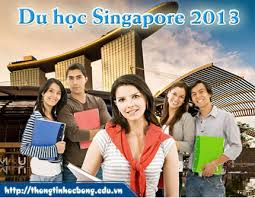 Du học Singapore 2013
http://thongtinhocbong.edu.vn